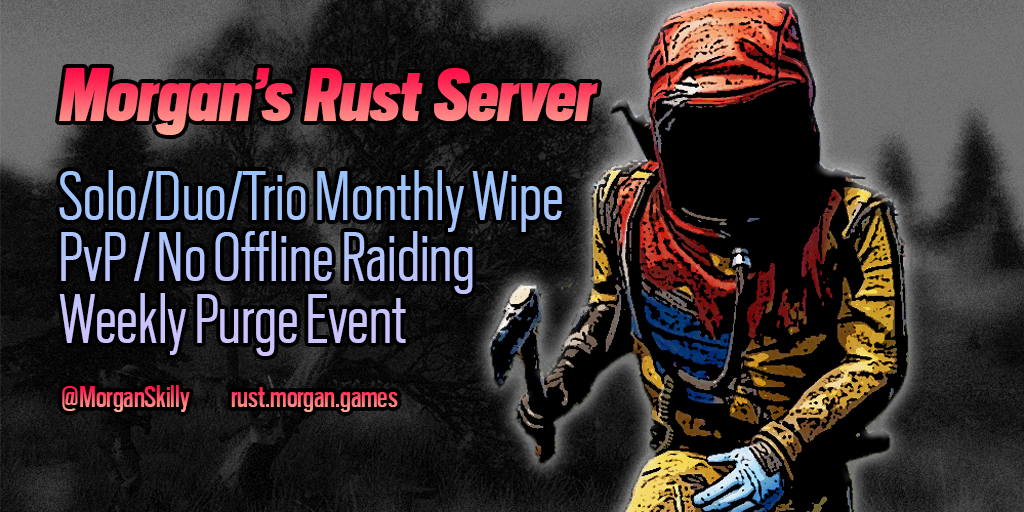 Morgan's Rust Server
Solo/Duo/Trio Monthly Wipe
PvP / No Offline Raiding
Weekly Purge Event
@MorganSkilly rust.morgan.games